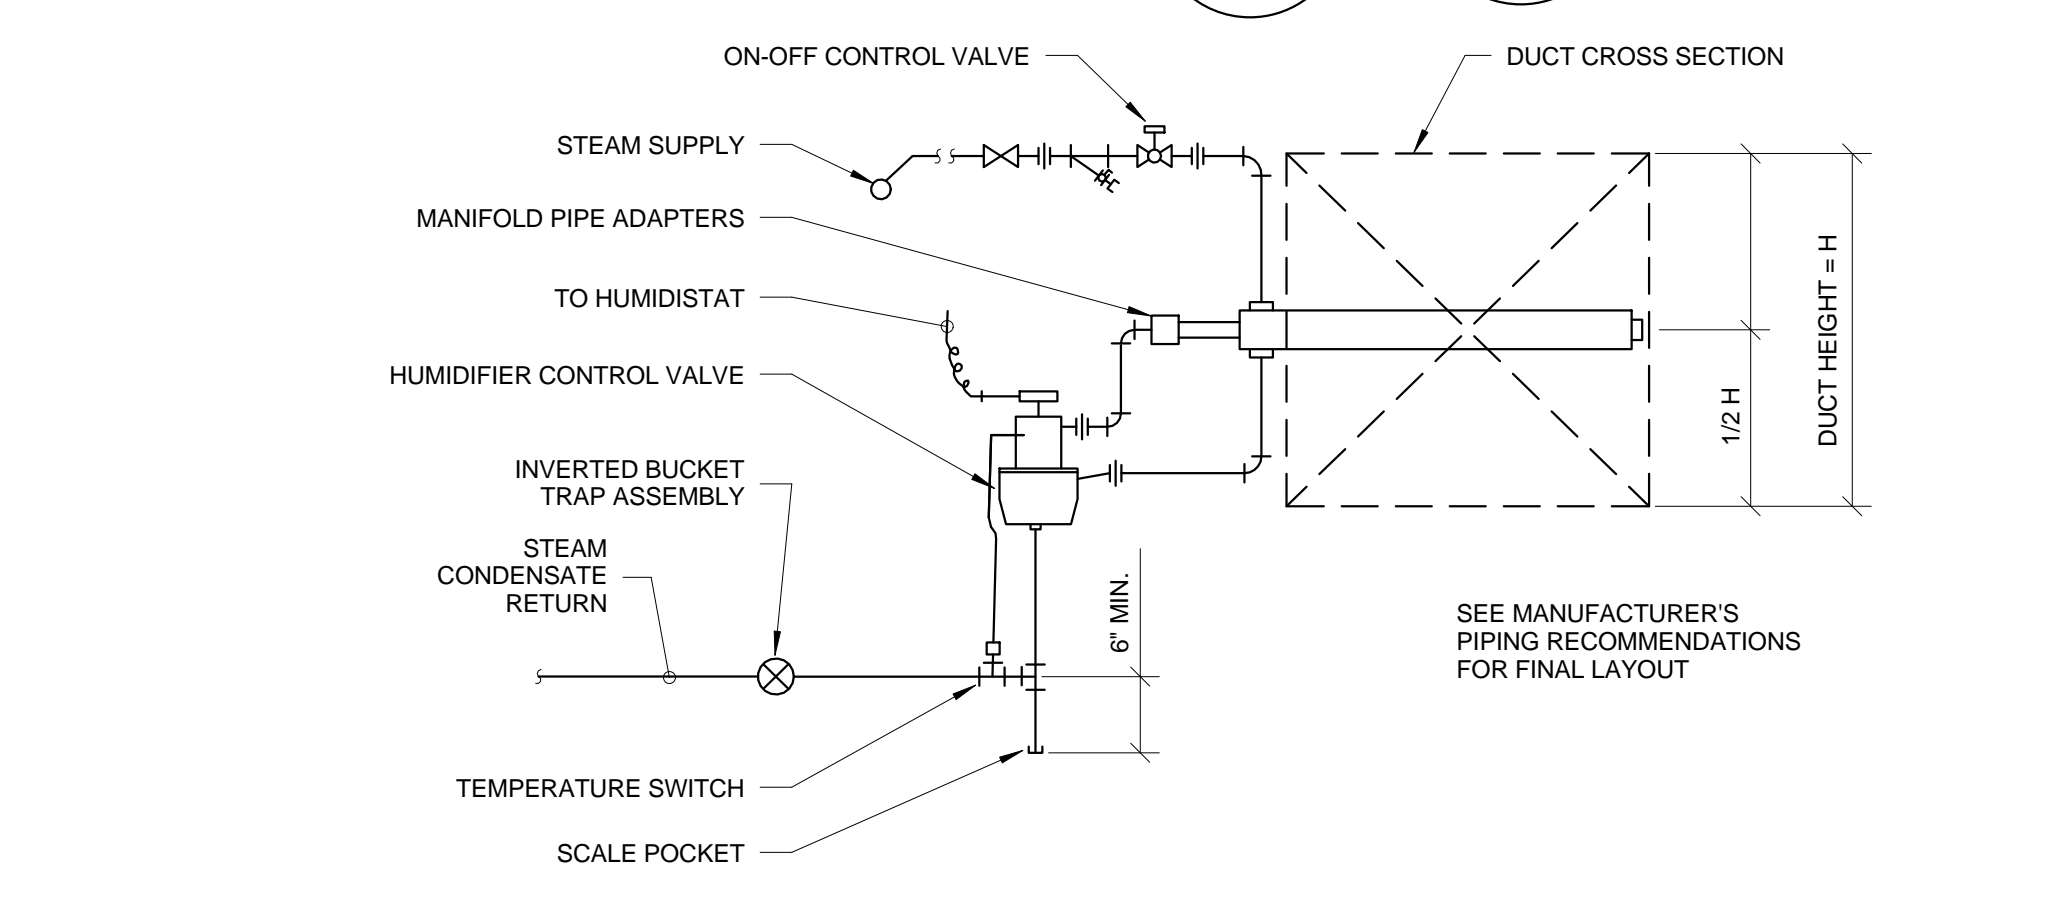 ON-OFF CONTROL VALVE
DUCT CROSS SECTION
STEAM SUPPLY
MANIFOLD PIPE ADAPTERS
TO HUMIDISTAT
HUMIDIFIER CONTROL VALVE
INVERTED BUCKET
TRAP ASSEMBLY
STEAM
CONDENSATE
RETURN
6" MIN.
1/2 H
DUCT HEIGHT = H
SEE MANUFACTURER'S
PIPING RECOMMENDATIONS
FOR FINAL LAYOUT
TEMPERATURE SWITCH
SCALE POCKET